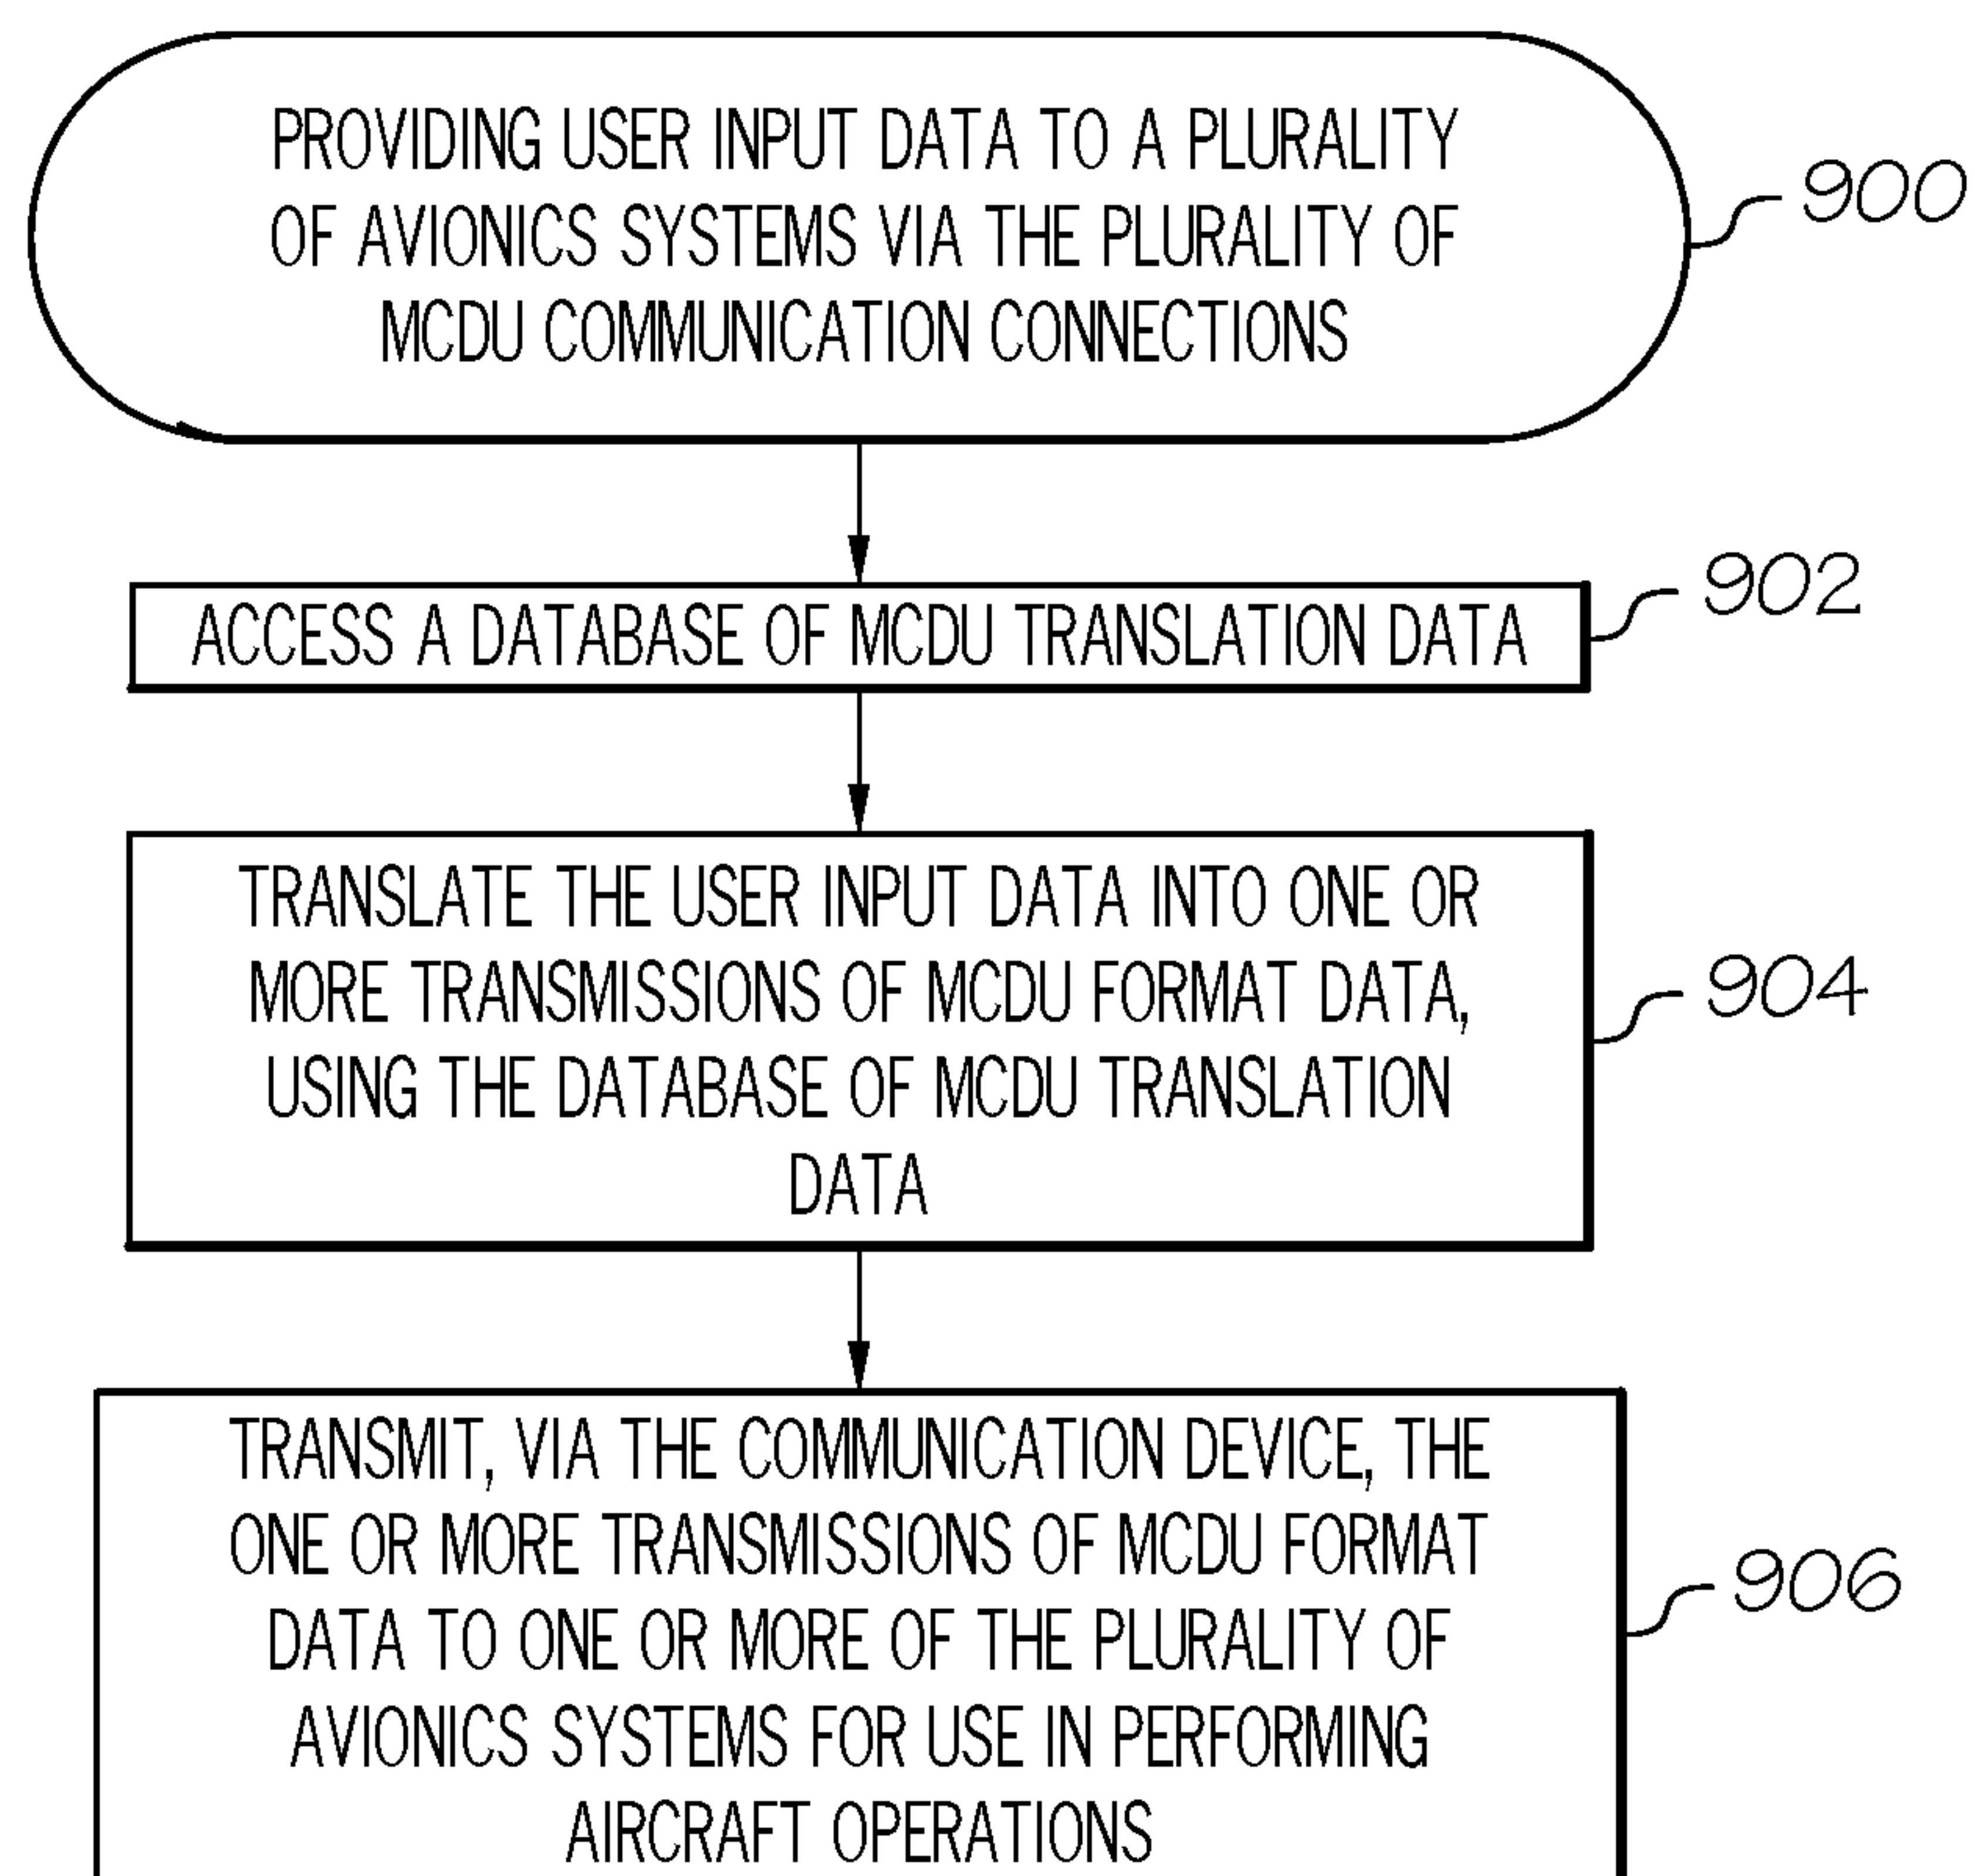 PROVIDING USER INPUT DATA TO A PLURALITY
OF AVIONICS SYSTEMS VIA THE PLURALITY OF
MCDU COMMUNICATION CONNECTIONS
900
ACCESS A DATABASE OF MCDU TRANSLATION DATA
902
TRANSLATE THE USER INPUT DATA INTO ONE OR
MORE TRANSMISSIONS OF MCDU FORMAT DATA,
USING THE DATABASE OF MCDU TRANSLATION
DATA
904
TRANSMIT, VIA THE COMMUNICATION DEVICE, THE
ONE OR MORE TRANSMISSIONS OF MCDU FORMAT
DATA TO ONE OR MORE OF THE PLURALITY OF
AVIONICS SYSTEMS FOR USE IN PERFORMING
AIRCRAFT OPERATIONS
906